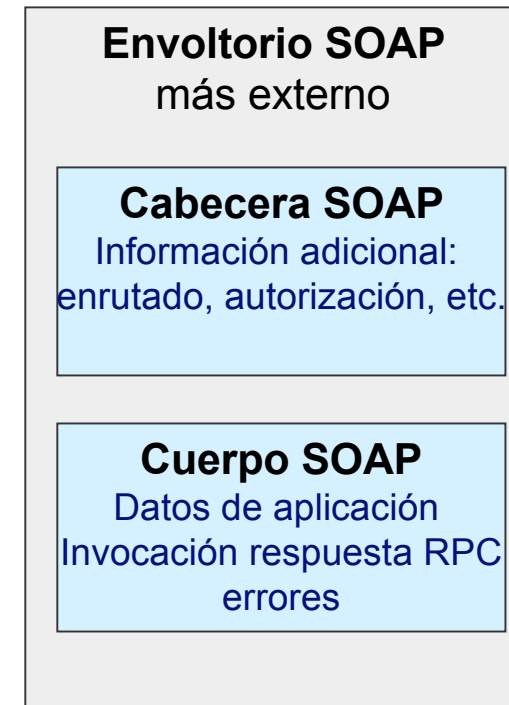 Envoltorio SOAP
más externo
Cabecera SOAP
Información adicional:
enrutado, autorización, etc.
Cuerpo SOAP
Datos de aplicación
Invocación respuesta RPC
errores